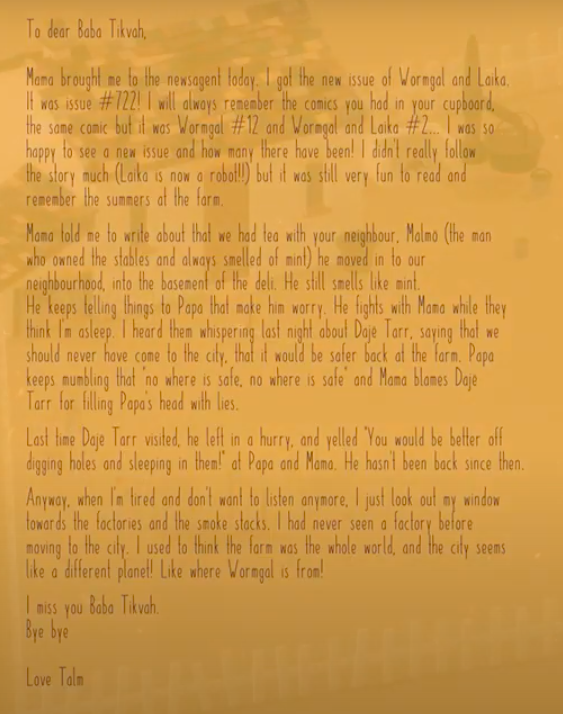 To dear Baba Tikvah,
Mama brought me to the newsagent today. I got the new issue of Wormgal and Laika.
It was issue #722! I will always remember the comics you had in your cupboard,
the same comic but it was Wormgal #12 and Wormgal and Laika #2... I was so
happy to see a new issue and how many there have been! I didn't really follow
the story much (Laika is now a robot!!) but it was still very fun to read and
remember the summers at the farm.
Mama told me to write about that we had tea with your neighbour, Malmö (the man
who owned the stables and always smelled of mint) he moved in to our
neighbourhood, into the basement of the deli. He still smells like mint.
He keeps telling things to Papa that make him worry. He fights with Mama while they
think I'm asleep. I heard them whispering last night about Daje Tarr, saying that we
should never have come to the city, that it would be safer back at the farm. Papa
keeps mumbling that "no where is safe, no where is safe" and Mama blames Daje
Tarr for filling Papa's head with lies.
Last time Daje Tarr visited, he left in a hurry, and yelled "You would be better off
digging holes and sleeping in them!" at Papa and Mama. He hasn't been back since then.
Anyway, when I'm tired and don't want to listen anymore, I just look out my window
towards the factories and the smoke stacks. I had never seen a factory before
moving to the city. I used to think the farm was the whole world, and the city seems
like a different planet! Like where Wormgal is from!
I miss you Baba Tikvah.
Bye bye
Love Talm